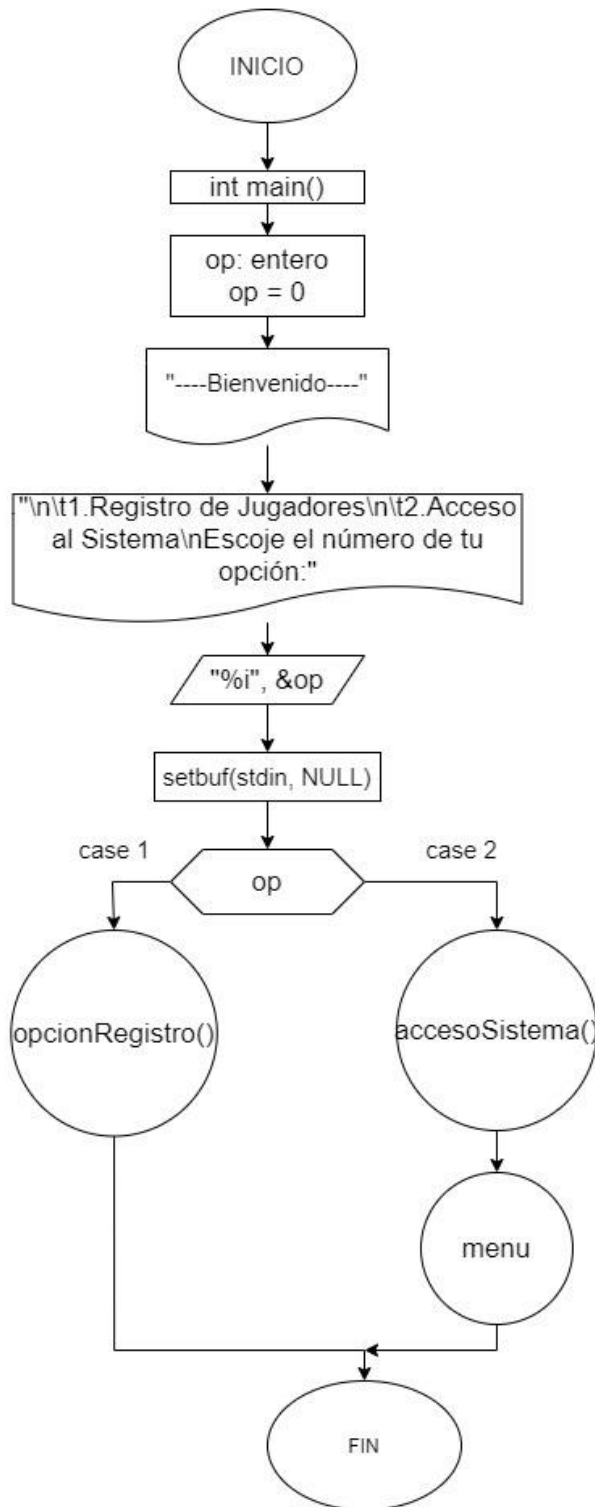 INICIO
int main()
op: entero
op = 0
"----Bienvenido----"
"\n\t1.Registro de Jugadores\n\t2.Acceso
al Sistema\nEscoje el número de tu
opción:"
"%i", &op
setbuf(stdin, NULL)
case 1
case 2
op
opcionRegistro()
accesoSistema()
menu
FIN